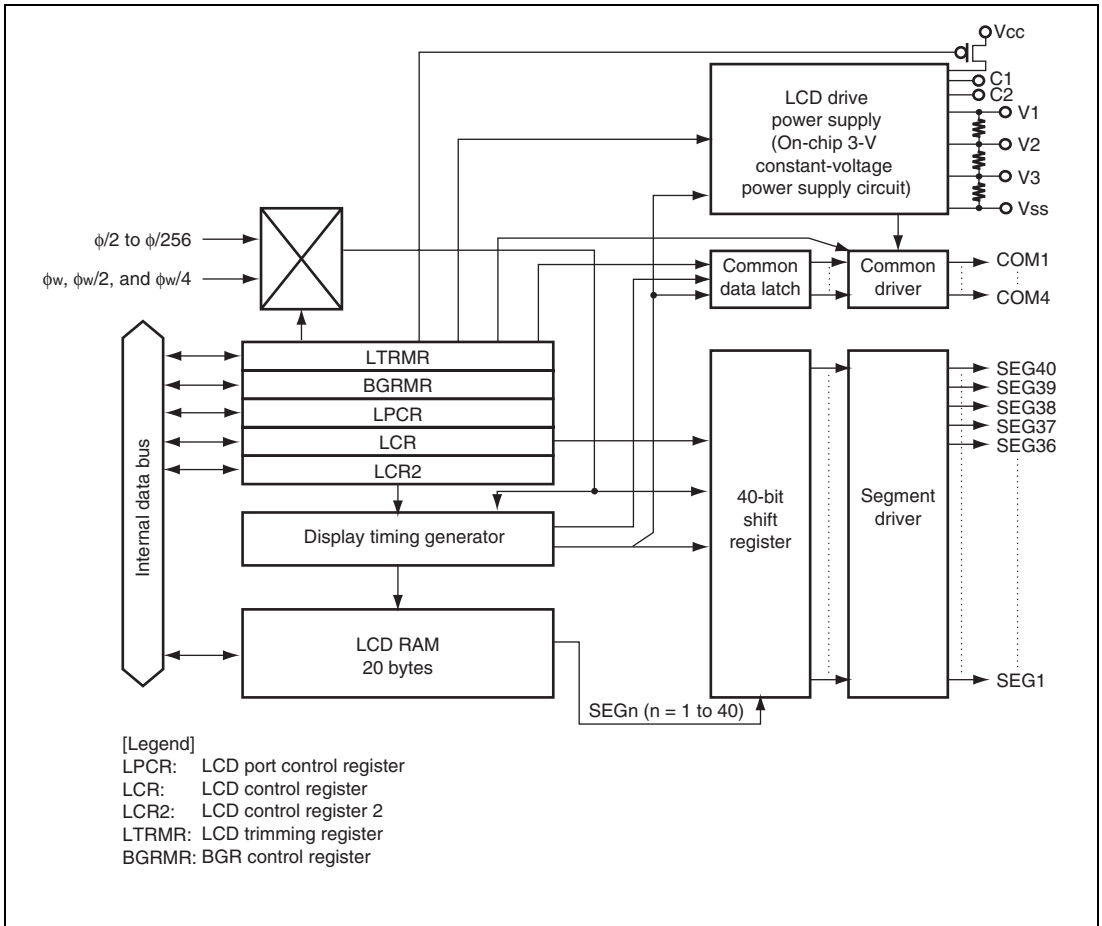 Vcc
C1
C2
V1
V2
V3
Vss
LCD drive
power supply
(On-chip 3-V
constant-voltage
power supply circuit)
ϕ/2 to ϕ/256
ϕw, ϕw/2, and ϕw/4
Common
data latch
Common
driver
COM1
COM4
Internal data bus
LTRMR
BGRMR
LPCR
LCR
LCR2
Display timing generator
LCD RAM
20 bytes
SEGn (n = 1 to 40)
40-bit
shift
register
Segment
driver
SEG40
SEG39
SEG38
SEG37
SEG36
SEG1
[Legend]
LPCR: LCD port control register
LCR: LCD control register
LCR2: LCD control register 2
LTRMR: LCD trimming register
BGRMR: BGR control register